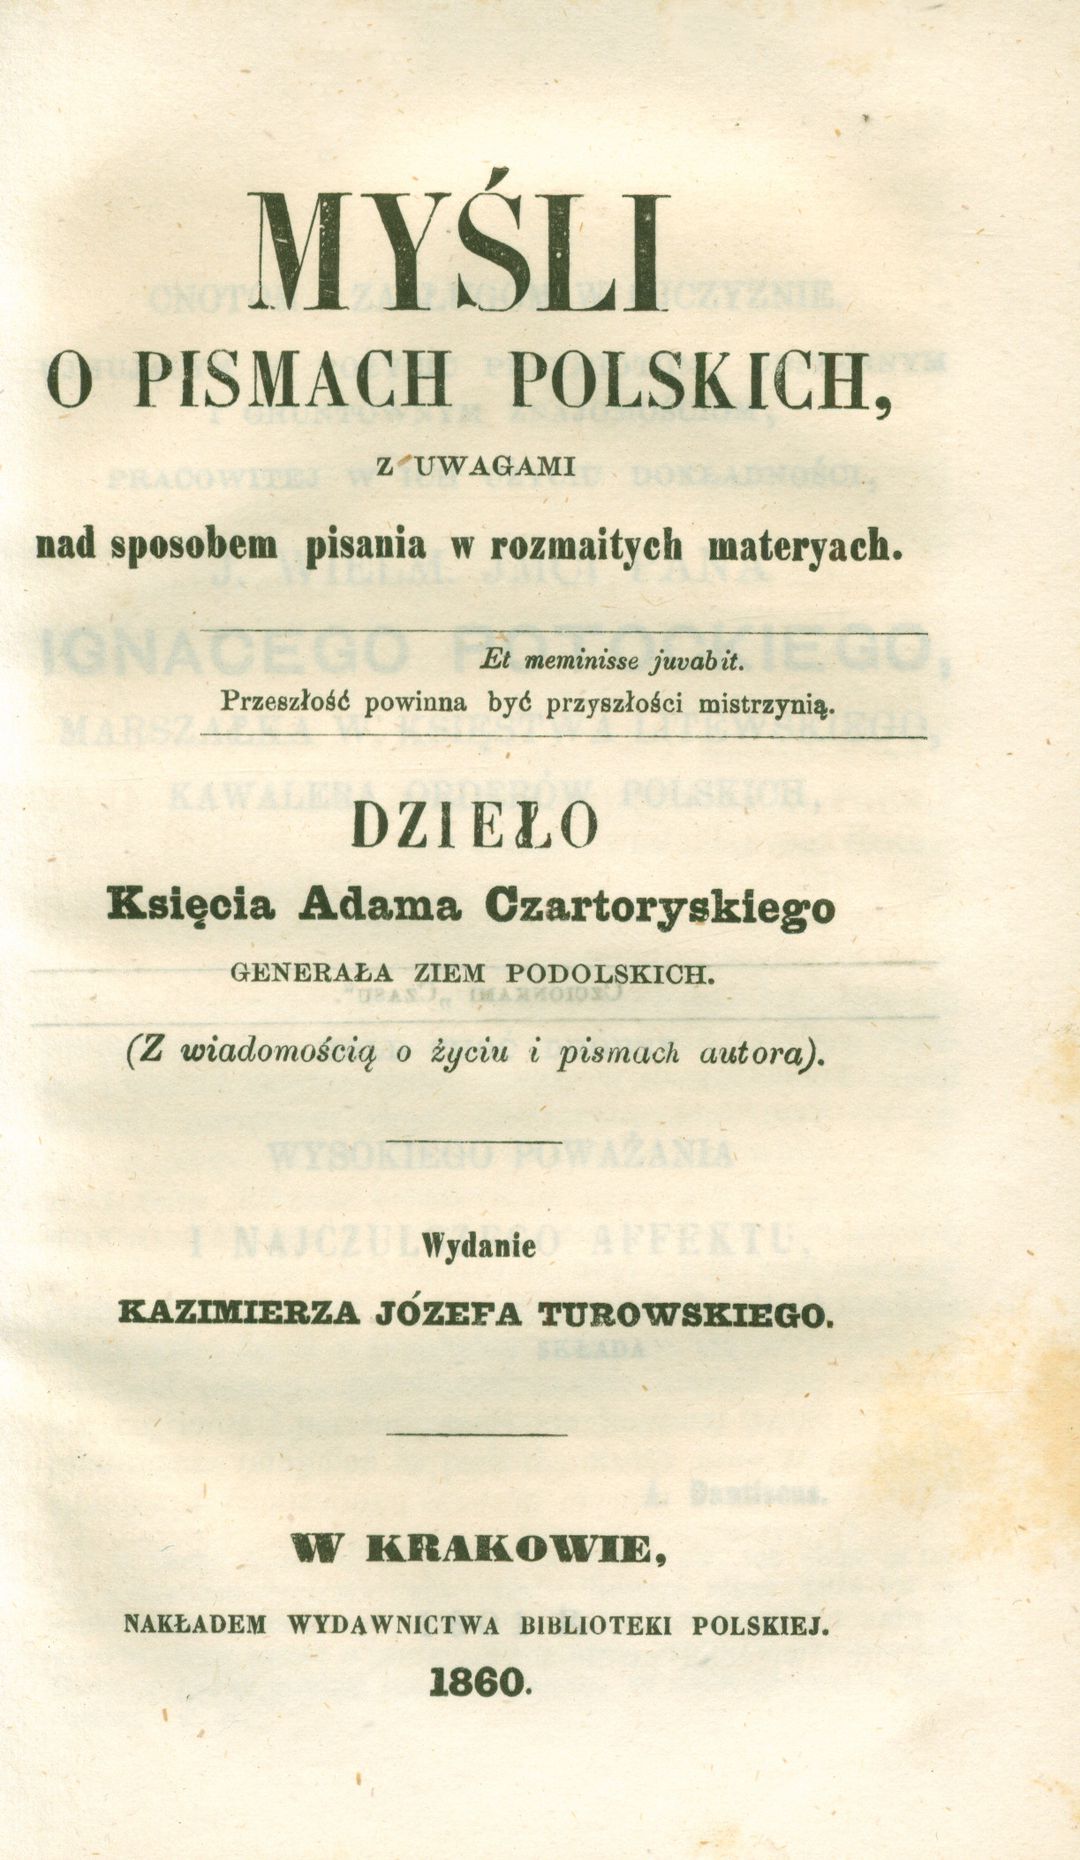 MYŚLI
O PISMACH POLSKICH,
Z UWAGAMI
nad sposobem pisania w rozmaitych materyach.
Et meminisse juvabit.
Przeszłość powinna być przyszłości mistrzynią.
DZIEŁO
Księcia Adama Czartoryskiego
GENERAŁA ZIEM PODOLSKICH.
(Z wiadomością o życiu i pismach autora).
Wydanie
KAZIMIERZA JÓZEFA TUROWSKIEGO.
W KRAKOWIE,
NAKŁADEM WYDAWNICTWA BIBLIOTEKI POLSKIEJ.
1860.